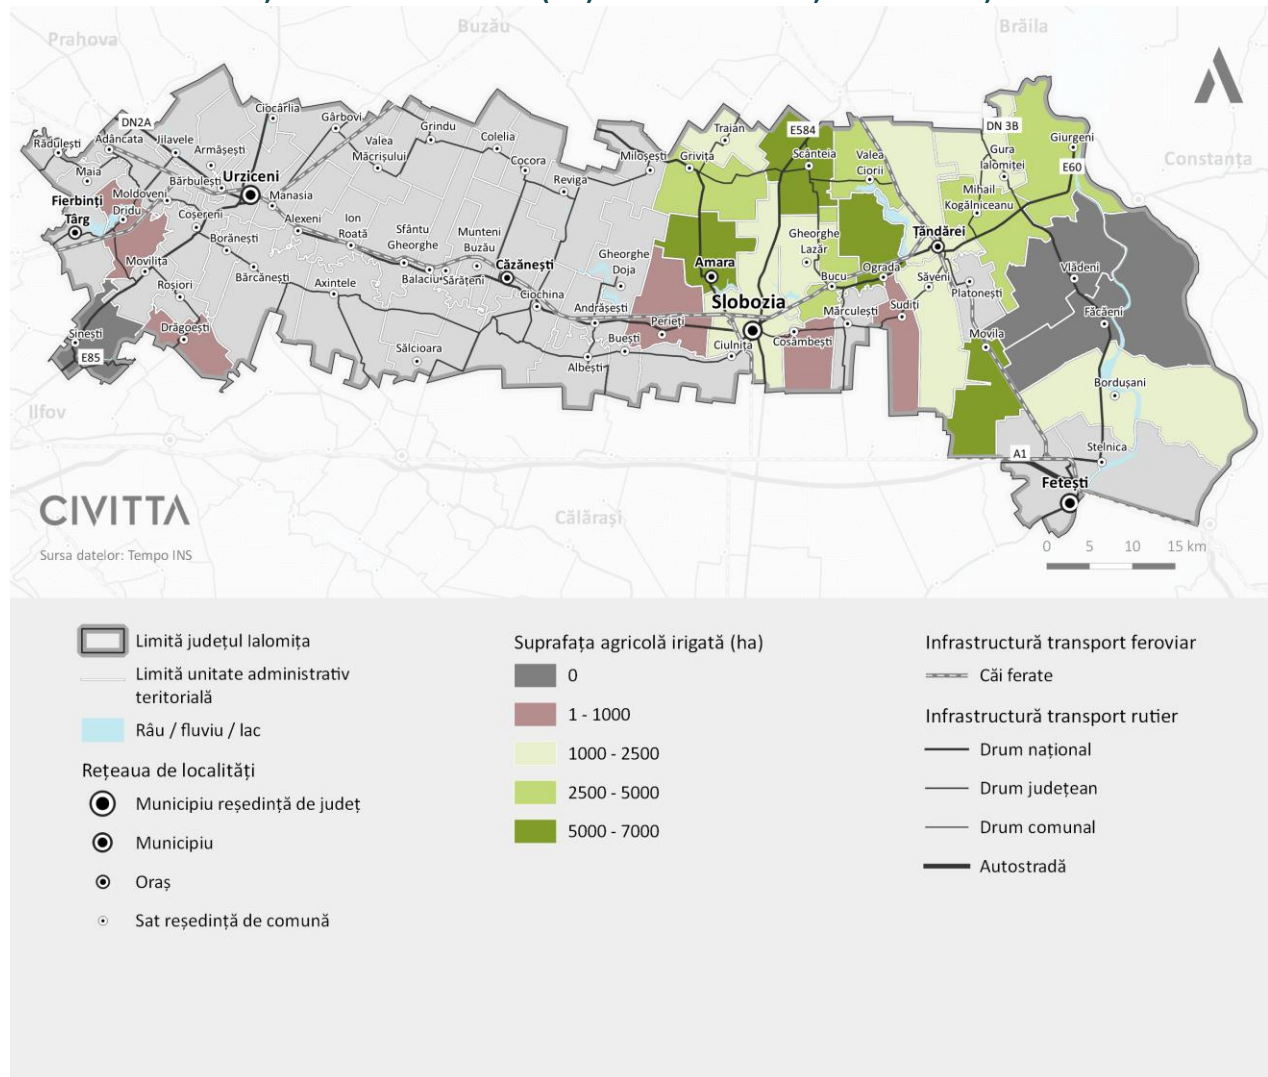 Prahova
Buzău
Brăila
Ciocârlia
DN2A
Gârbovi
Grindu
Traian
E584
DN 3B
Giurgeni
Rădulești
Adâncata
Jilavele
Valea
Măcrișului
Colelia
Armășești
Cocora
Miloșești
Grivița
Scânteia
Valea
Ciorii
Gura
Ialomiței
E60
Constanța
Maia
Bărbulești
Urziceni
Reviga
Mihail
Kogălniceanu
Fierbinți
Târg
Moldoveni
Manasia
Dridu
Coșereni
Alexeni
Ion
Roată
Sfântu
Gheorghe
Munteni
Buzău
Gheorghe
Lazăr
Țăndărei
Borănești
Gheorghe
Doja
Amara
Movilița
Bărcănești
Balaciu
Sărățeni
Căzănești
Bucu
Ograda
Săveni
Vlădeni
Roșiori
Axintele
Ciochina
Platonești
Slobozia
Andrășești
Perieți
Mărculești
Sudiți
Făcăeni
Sinești
Drăgoești
Buești
Ciulnița
Cosâmbești
Movila
E85
Sălcioara
Albești
Bordușani
Ilfov
A1
Stelnica
Fetești
CIVITTA
Călărași
Sursa datelor: Tempo INS
0 5 10 15 km
Limită județul Ialomița
Limită unitate administrativ
teritorială
Râu / fluviu / lac
Rețeaua de localități
Municipiu reședință de județ
Municipiu
Oraș
Sat reședință de comună
Suprafața agricolă irigată (ha)
0
1 - 1000
1000 - 2500
2500 - 5000
5000 - 7000
Infrastructură transport feroviar
Căi ferate
Infrastructură transport rutier
Drum național
Drum județean
Drum comunal
Autostradă